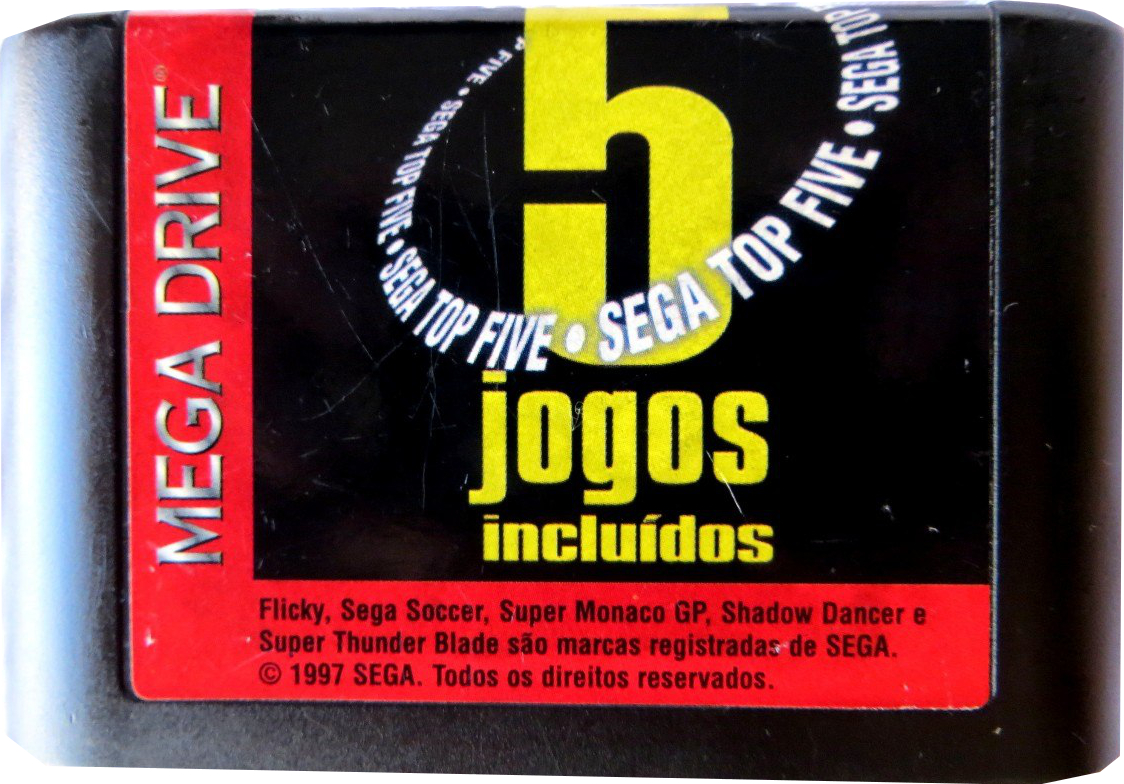 MEGA DRIVE®
5
FIVE • SEGA TOP FIVE • SEGA TOP FIVE • SEGA TOP FIVE • SEGA TOP
jogos
incluídos
Flicky, Sega Soccer, Super Monaco GP, Shadow Dancer e
Super Thunder Blade são marcas registradas de SEGA.
© 1997 SEGA. Todos os direitos reservados.